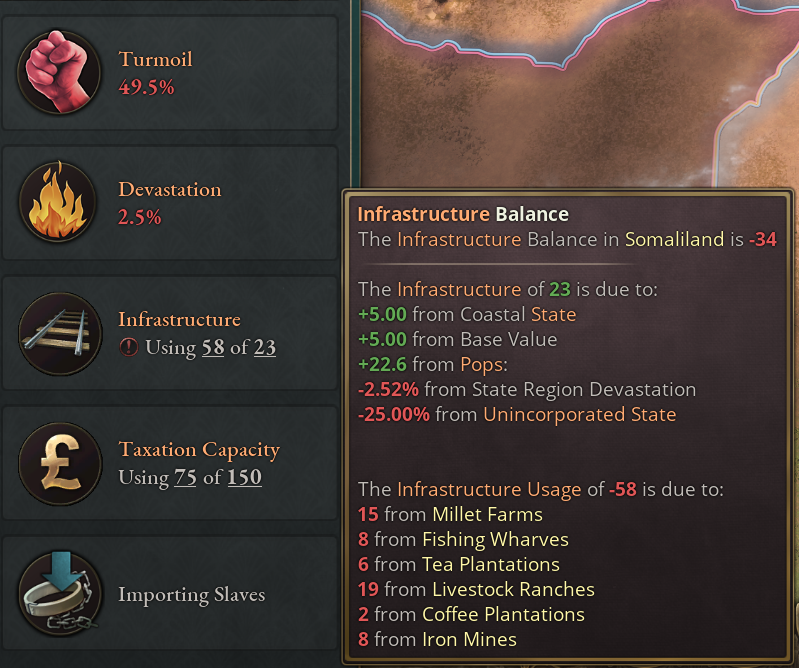 Turmoil
49.5%
Devastation
2.5%
Infrastructure
! Using 58 of 23
Taxation Capacity
£
Using 75 of 150
Importing Slaves
Infrastructure Balance
The Infrastructure Balance in Somaliland is -34
The Infrastructure of 23 is due to:
+5.00 from Coastal State
+5.00 from Base Value
+22.6 from Pops:
-2.52% from State Region Devastation
-25.00% from Unincorporated State
The Infrastructure Usage of -58 is due to:
15 from Millet Farms
8 from Fishing Wharves
6 from Tea Plantations
19 from Livestock Ranches
2 from Coffee Plantations
8 from Iron Mines